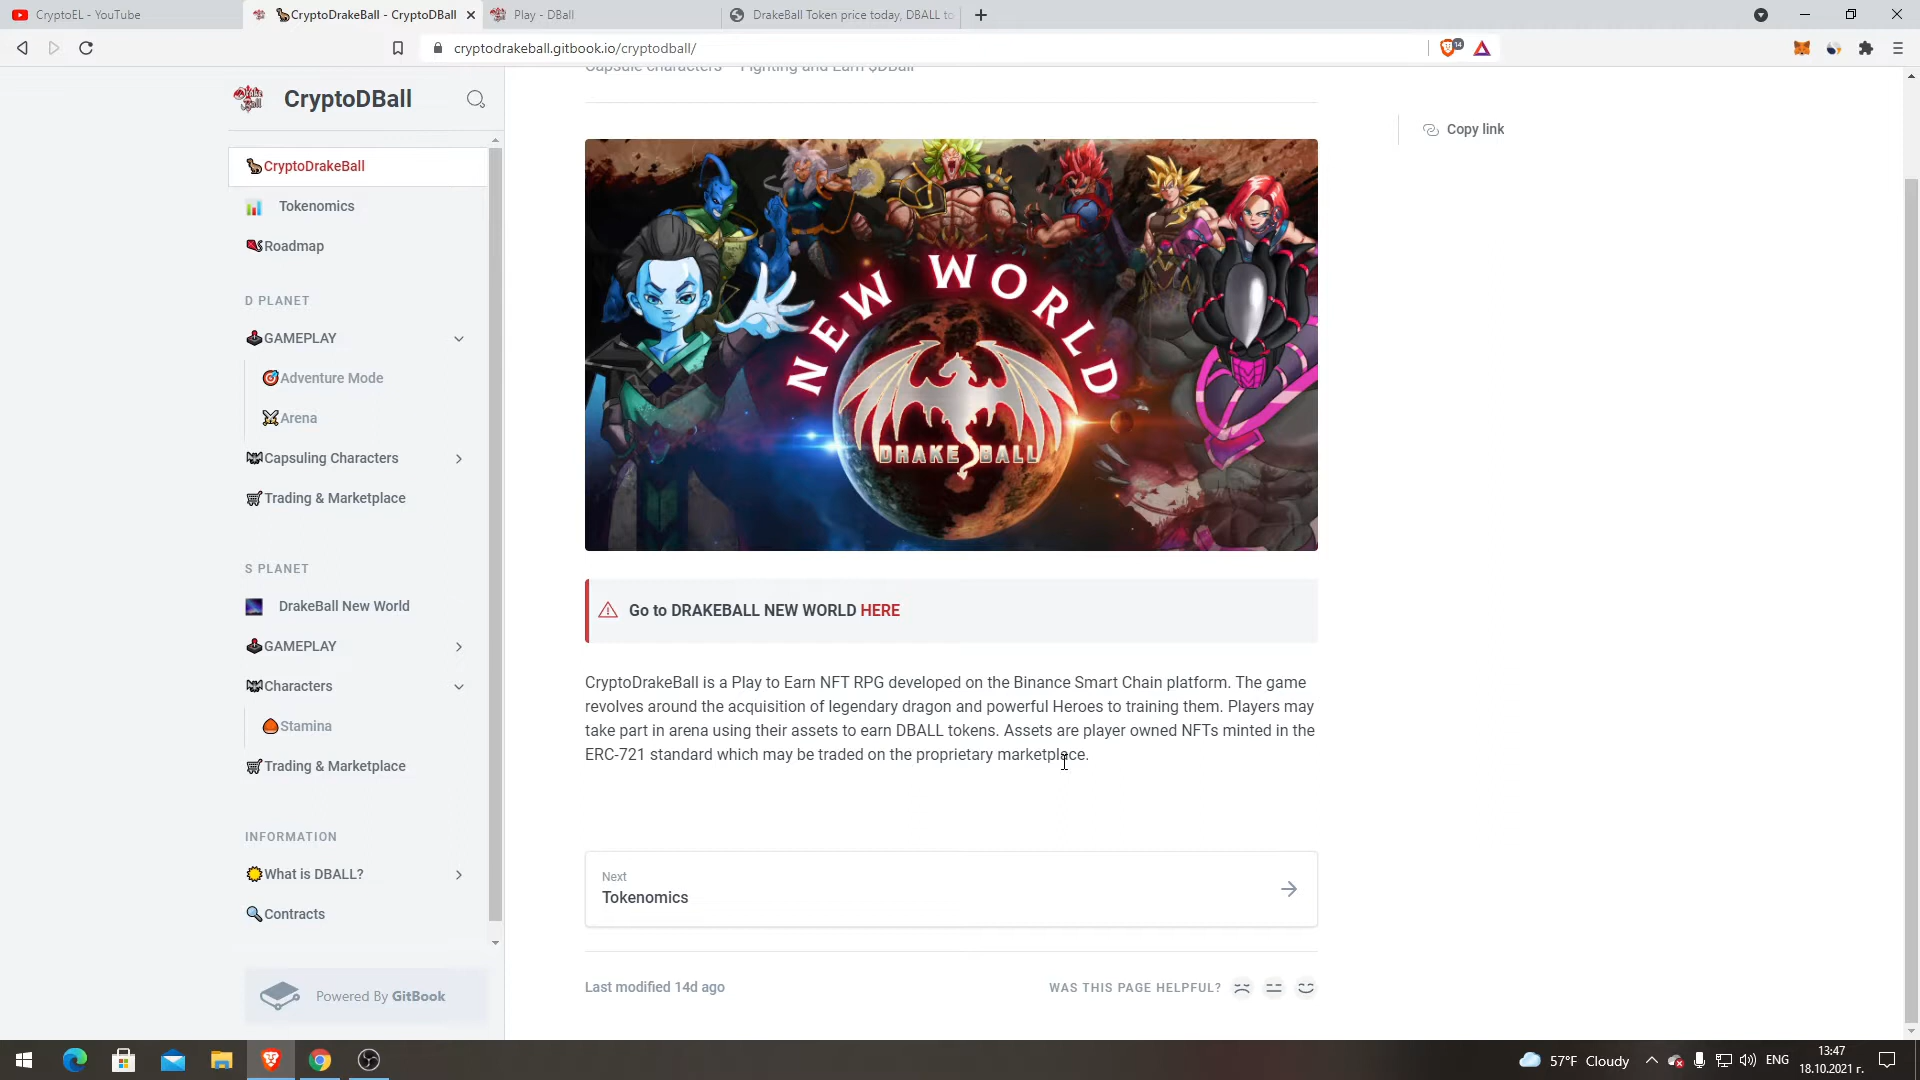 CryptoEL - YouTube
CryptoDrakeBall - CryptoDBall
Play - DBall
DrakeBall Token price today, DBALL to
cryptodrakeball.gitbook.io/cryptodball/
14
CryptoDBall
Capsule characters – Fighting and Earn $DBall
Copy link
CryptoDrakeBall
Tokenomics
Roadmap
D PLANET
GAMEPLAY
Adventure Mode
Arena
Capsuling Characters
Trading & Marketplace
S PLANET
DrakeBall New World
GAMEPLAY
Characters
Stamina
Trading & Marketplace
INFORMATION
What is DBALL?
Contracts
Powered By GitBook
NEW WORLD
DRAKE BALL
Go to DRAKEBALL NEW WORLD HERE
CryptoDrakeBall is a Play to Earn NFT RPG developed on the Binance Smart Chain platform. The game
revolves around the acquisition of legendary dragon and powerful Heroes to training them. Players may
take part in arena using their assets to earn DBALL tokens. Assets are player owned NFTs minted in the
ERC-721 standard which may be traded on the proprietary marketplace.
Next
Tokenomics
Last modified 14d ago
WAS THIS PAGE HELPFUL?
57°F Cloudy
ENG
13:47
18.10.2021 г.